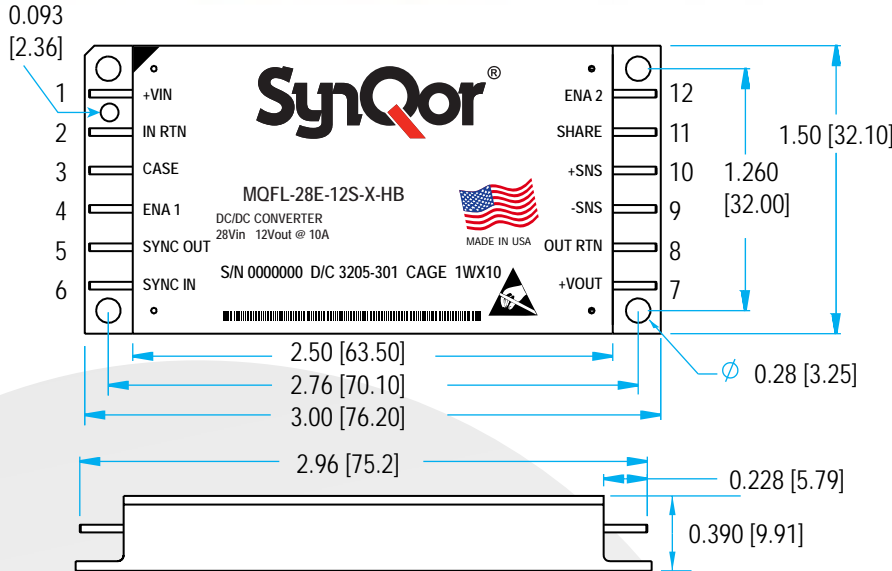 0.093
[2.36]
1
2
3
4
5
6
+VIN
IN RTN
CASE
ENA 1
SYNC OUT
SYNC IN
SynQor®
MQFL-28E-12S-X-HB
DC/DC CONVERTER
28Vin 12Vout @ 10A
MADE IN USA
S/N 0000000 D/C 3205-301 CAGE 1WX10
ENA 2
SHARE
+SNS
-SNS
OUT RTN
+VOUT
12
11
10
9
8
7
1.260
[32.00]
1.50 [32.10]
Ø 0.28 [3.25]
2.50 [63.50]
2.76 [70.10]
3.00 [76.20]
2.96 [75.2]
0.228 [5.79]
0.390 [9.91]